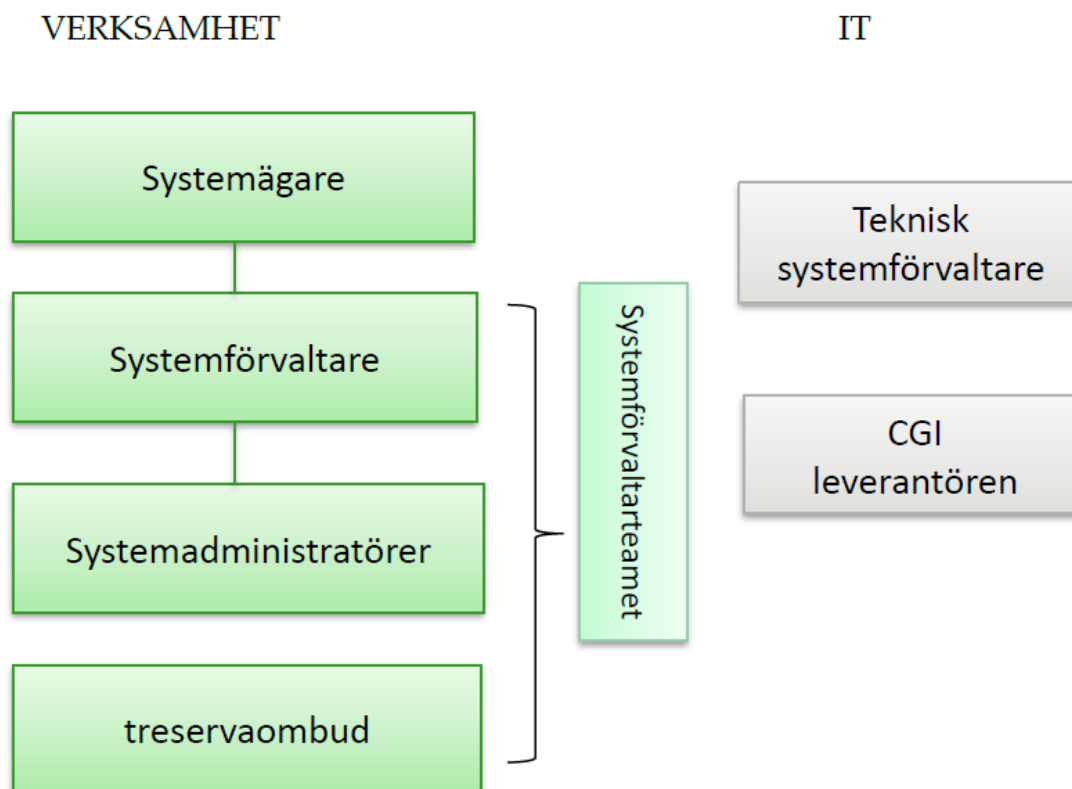 VERKSAMHET
IT
Systemägare
Systemförvaltare
Systemadministratörer
treservaombud
Systemförvaltarteamet
Teknisk
systemförvaltare
CGI
leverantören